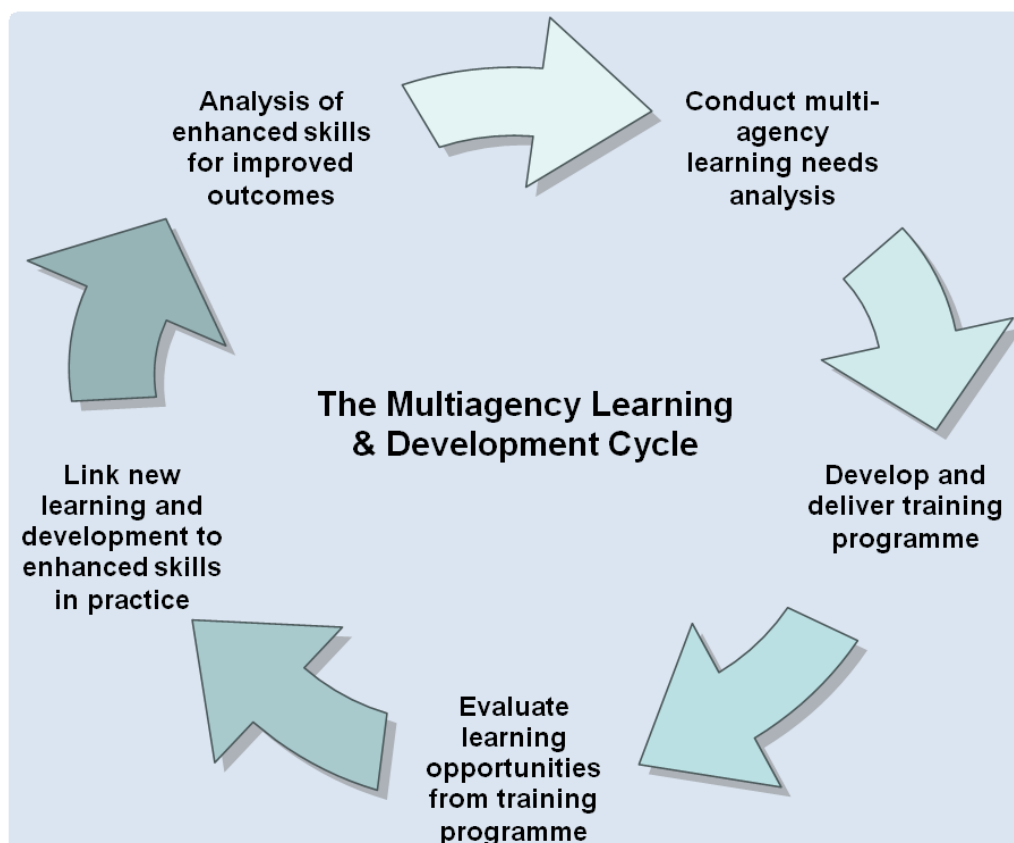 Analysis of
enhanced skills
for improved
outcomes
Conduct multi-
agency
learning needs
analysis
The Multiagency Learning
& Development Cycle
Link new
learning and
development to
enhanced skills
in practice
Develop and
deliver training
programme
Evaluate
learning
opportunities
from training
programme